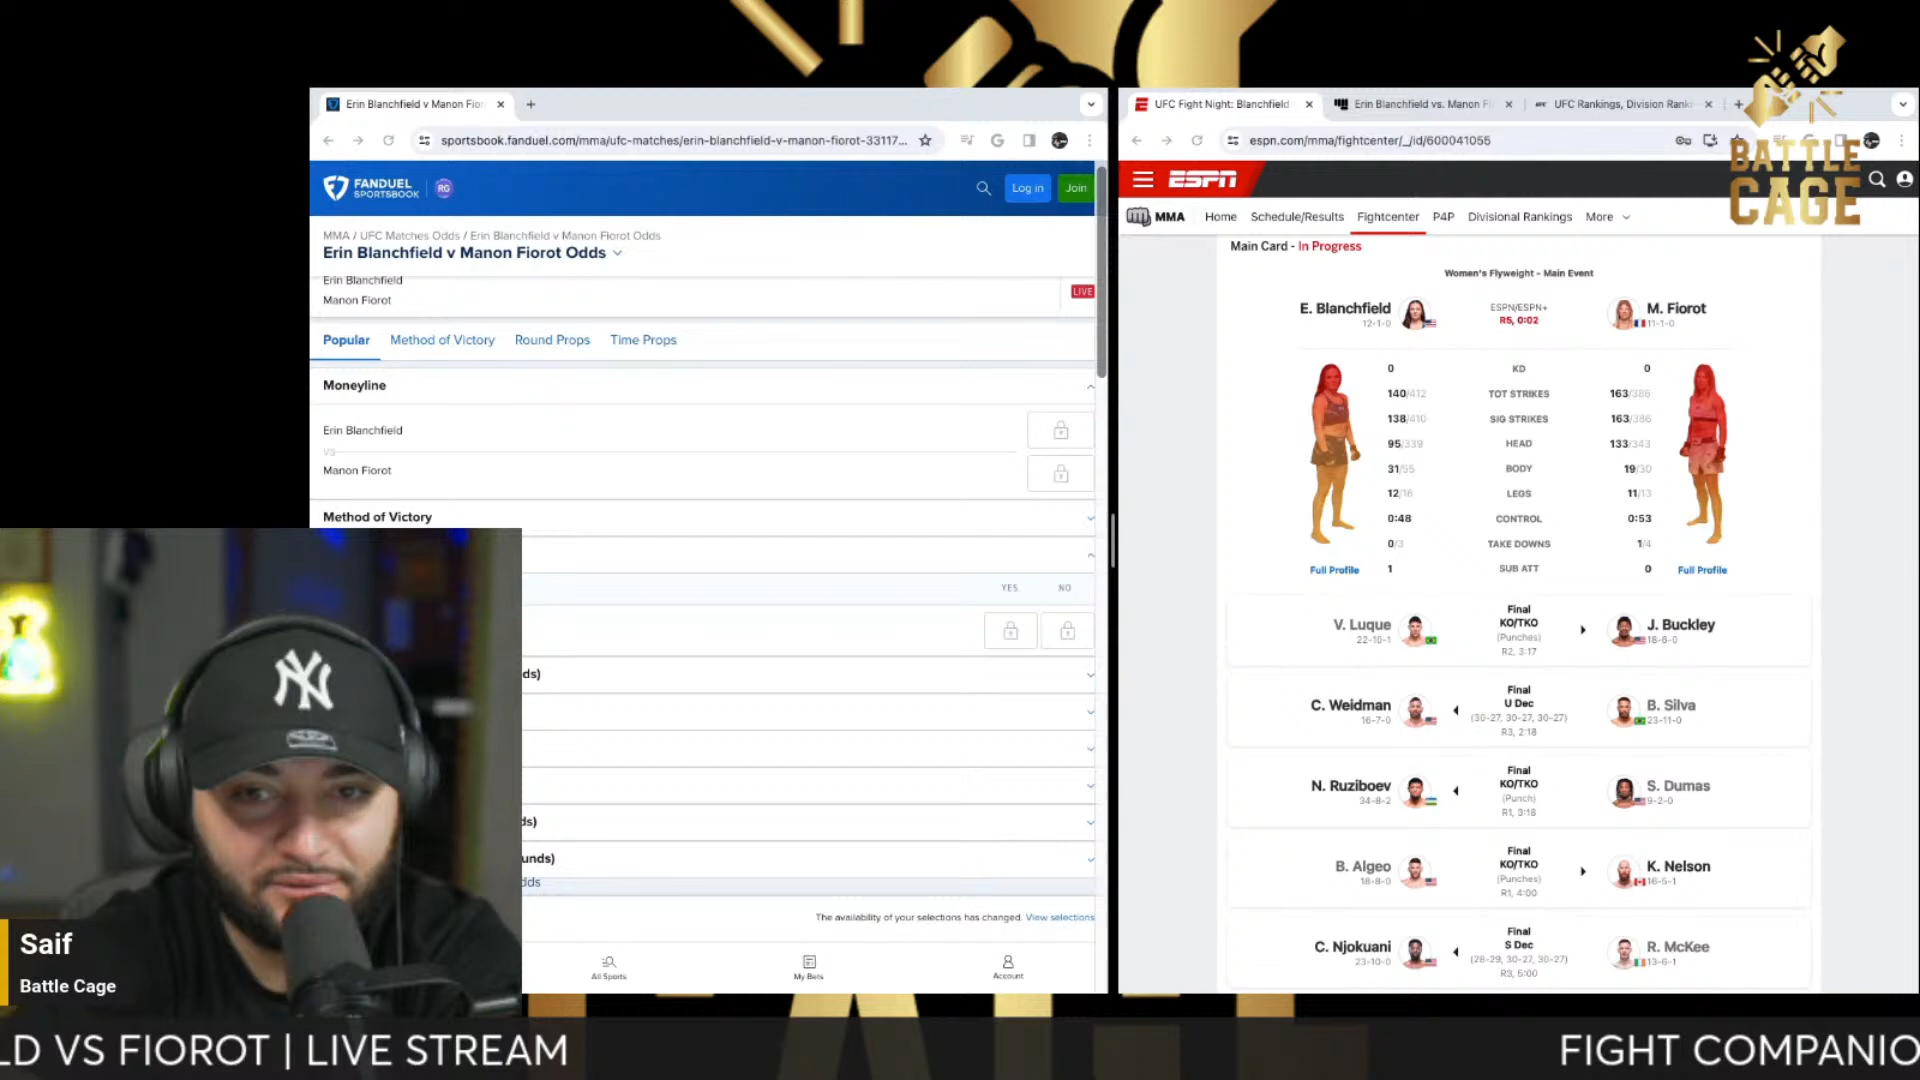 Erin Blanchfield v Manon Fior
sportsbook.fanduel.com/mma/ufc-matches/erin-blanchfield-v-manon-fiorot-33117...
FANDUEL
SPORTSBOOK
RG
Log in
Join
MMA / UFC Matches Odds / Erin Blanchfield v Manon Fiorot Odds
Erin Blanchfield v Manon Fiorot Odds
Erin Blanchfield
Manon Fiorot
LIVE
Popular
Method of Victory
Round Props
Time Props
Moneyline
Erin Blanchfield
VS
Manon Fiorot
Method of Victory
YES
NO
ds)
ds)
unds)
dds
The availability of your selections has changed. View selections
All Sports
My Bets
Account
UFC Fight Night: Blanchfield
Erin Blanchfield vs. Manon Fi
UFC Rankings, Division Ranki
espn.com/mma/fightcenter/_/id/600041055
ESPN
BATTLE
CAGE
MMA
Home
Schedule/Results
Fightcenter
P4P
Divisional Rankings
More
Main Card - In Progress
Women's Flyweight - Main Event
E. Blanchfield
12-1-0
ESPN/ESPN+
R5, 0:02
M. Fiorot
11-1-0
0 KD 0
140/412 TOT STRIKES 163/386
138/410 SIG STRIKES 163/386
95/339 HEAD 133/343
31/55 BODY 19/30
12/16 LEGS 11/13
0:48 CONTROL 0:53
0/3 TAKE DOWNS 1/4
Full Profile 1 SUB ATT 0 Full Profile
V. Luque
22-10-1
Final
KO/TKO
(Punches)
R2, 3:17
J. Buckley
18-6-0
C. Weidman
16-7-0
Final
U Dec
(30-27, 30-27, 30-27)
R3, 2:18
B. Silva
23-11-0
N. Ruziboev
34-8-2
Final
KO/TKO
(Punch)
R1, 3:18
S. Dumas
9-2-0
B. Algeo
18-8-0
Final
KO/TKO
(Punches)
R1, 4:00
K. Nelson
16-5-1
C. Njokuani
23-10-0
Final
S Dec
(28-29, 30-27, 30-27)
R3, 5:00
R. McKee
13-6-1
NY
Saif
Battle Cage
LD VS FIOROT | LIVE STREAM
FIGHT COMPANIO